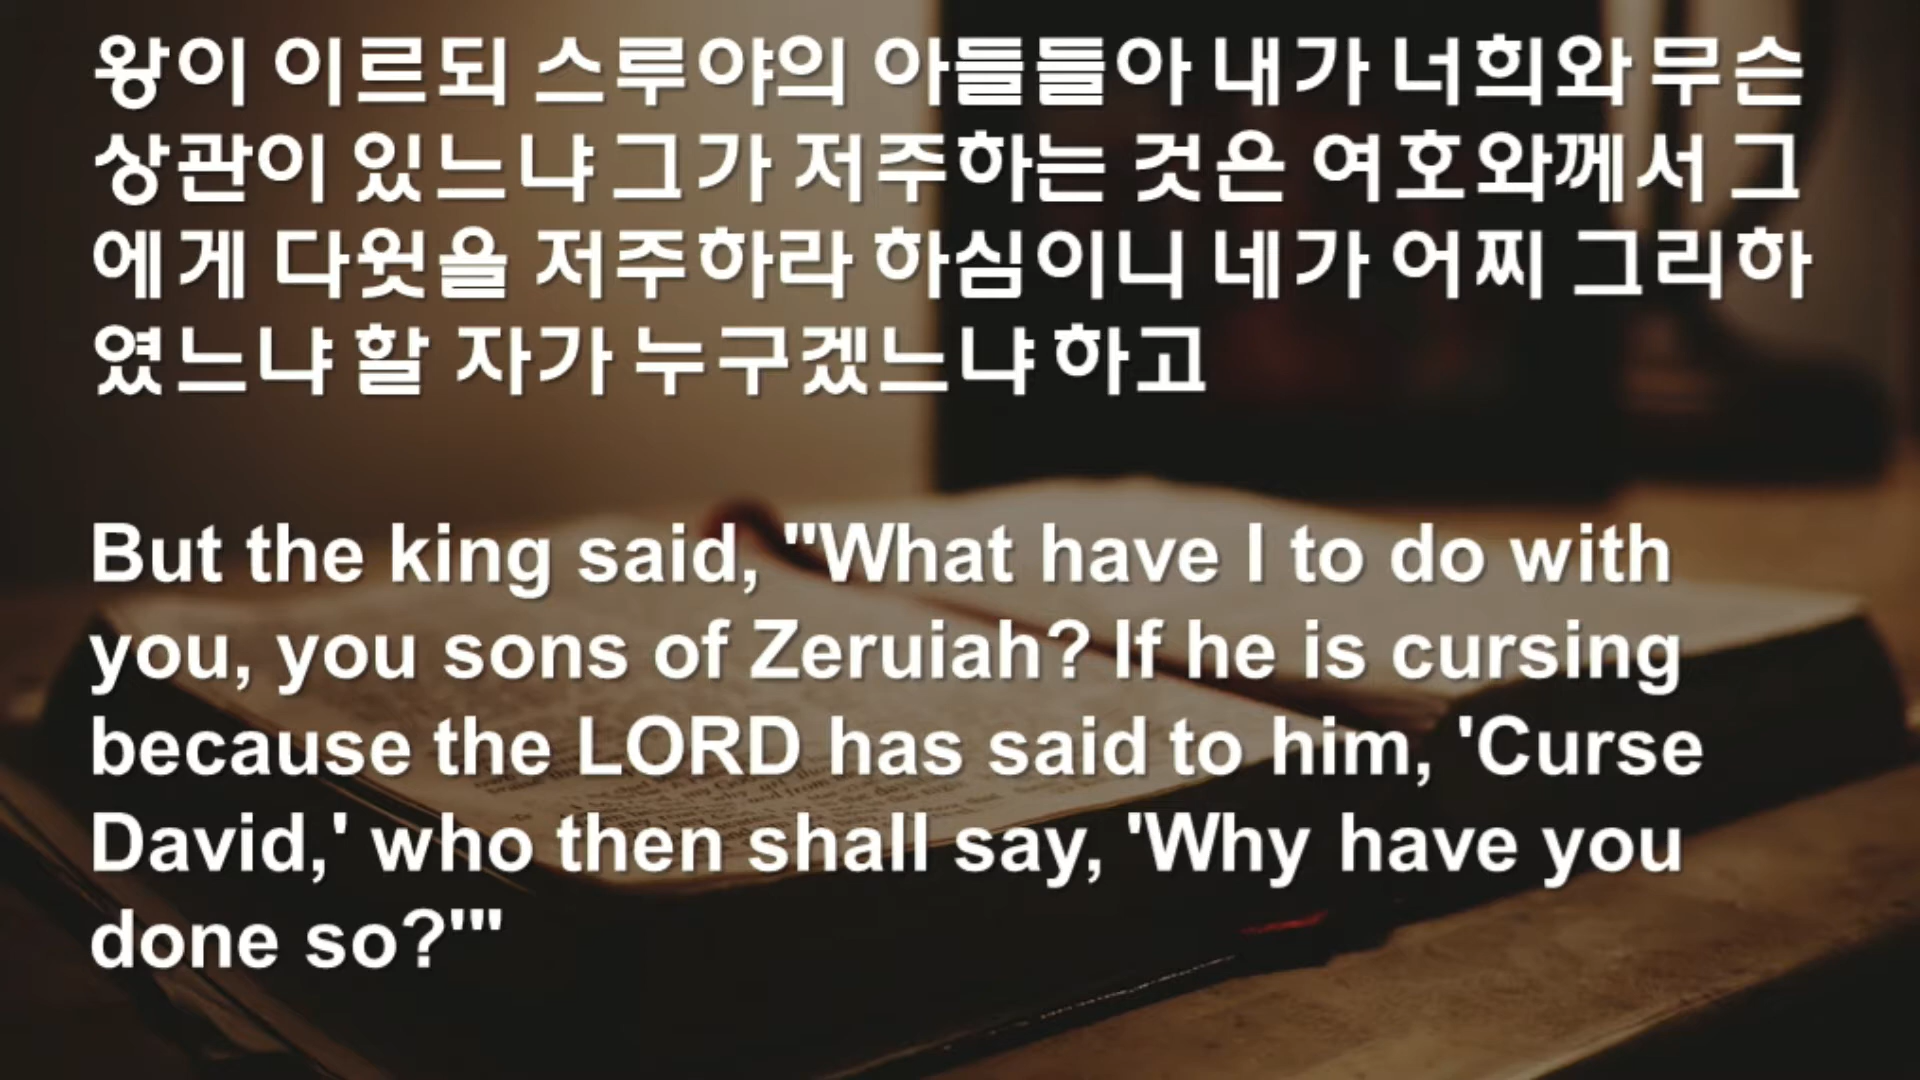 왕이 이르되 스루야의 아들들아 내가 너희와 무슨
상관이 있느냐 그가 저주하는 것은 여호와께서 그
에게 다윗을 저주하라 하심이니 네가 어찌 그리하
였느냐 할 자가 누구겠느냐 하고
But the king said, "What have I to do with
you, you sons of Zeruiah? If he is cursing
because the LORD has said to him, 'Curse
David,' who then shall say, 'Why have you
done so?'"